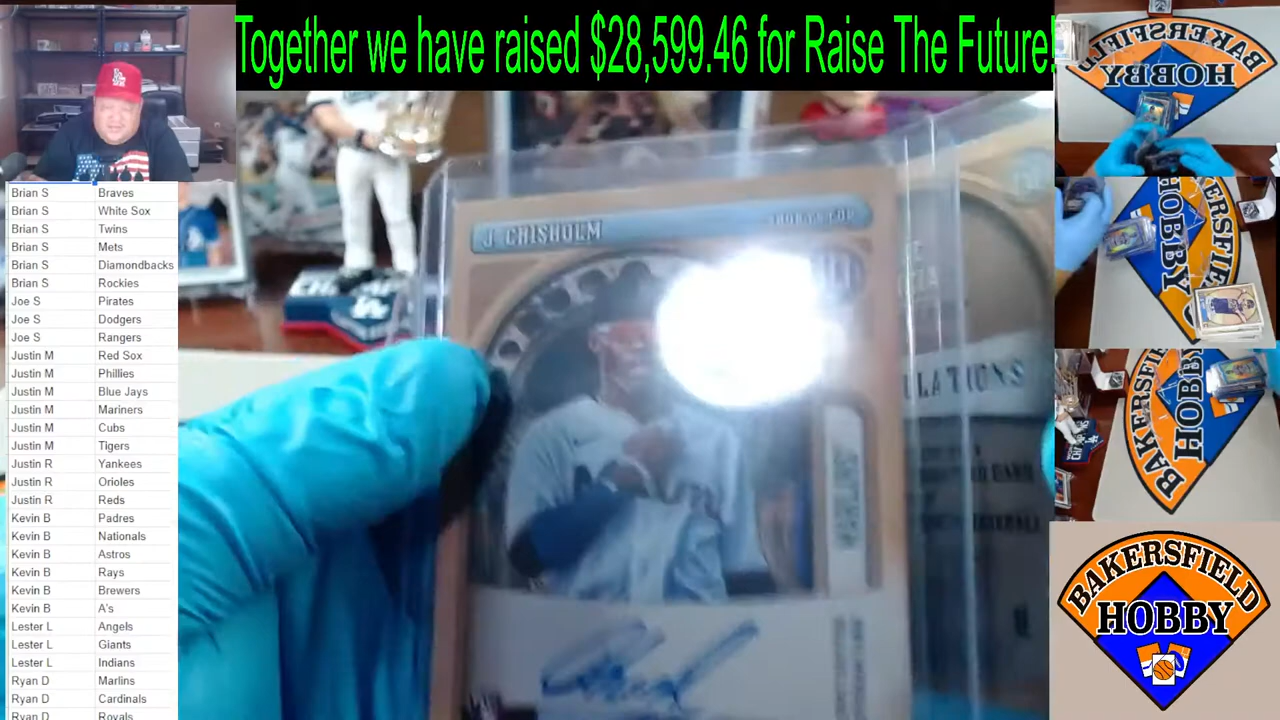 Together we have raised $28,599.46 for Raise The Future!
BAKERSFIELD
HOBBY
Brian S Braves
Brian S White Sox
Brian S Twins
Brian S Mets
Brian S Diamondbacks
Brian S Rockies
Joe S Pirates
Joe S Dodgers
Joe S Rangers
Justin M Red Sox
Justin M Phillies
Justin M Blue Jays
Justin M Mariners
Justin M Cubs
Justin M Tigers
Justin R Yankees
Justin R Orioles
Justin R Reds
Kevin B Padres
Kevin B Nationals
Kevin B Astros
Kevin B Rays
Kevin B Brewers
Kevin B A's
Lester L Angels
Lester L Giants
Lester L Indians
Ryan D Marlins
Ryan D Cardinals
Ryan D Royals
J. CHISHOLM
LA
LATIONS
BAKERSFIELD
HOBBY
BAKERSFIELD
HOBBY
BAKERSFIELD
HOBBY